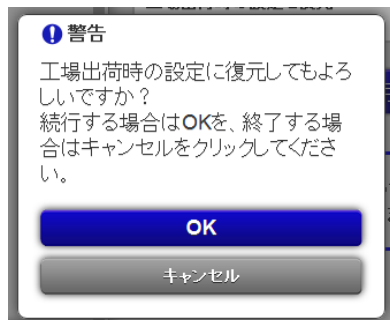 警告
工場出荷時の設定に復元してもよろ
しいですか？
続行する場合はOKを、終了する場
合はキャンセルをクリックしてくださ
い。
OK
キャンセル